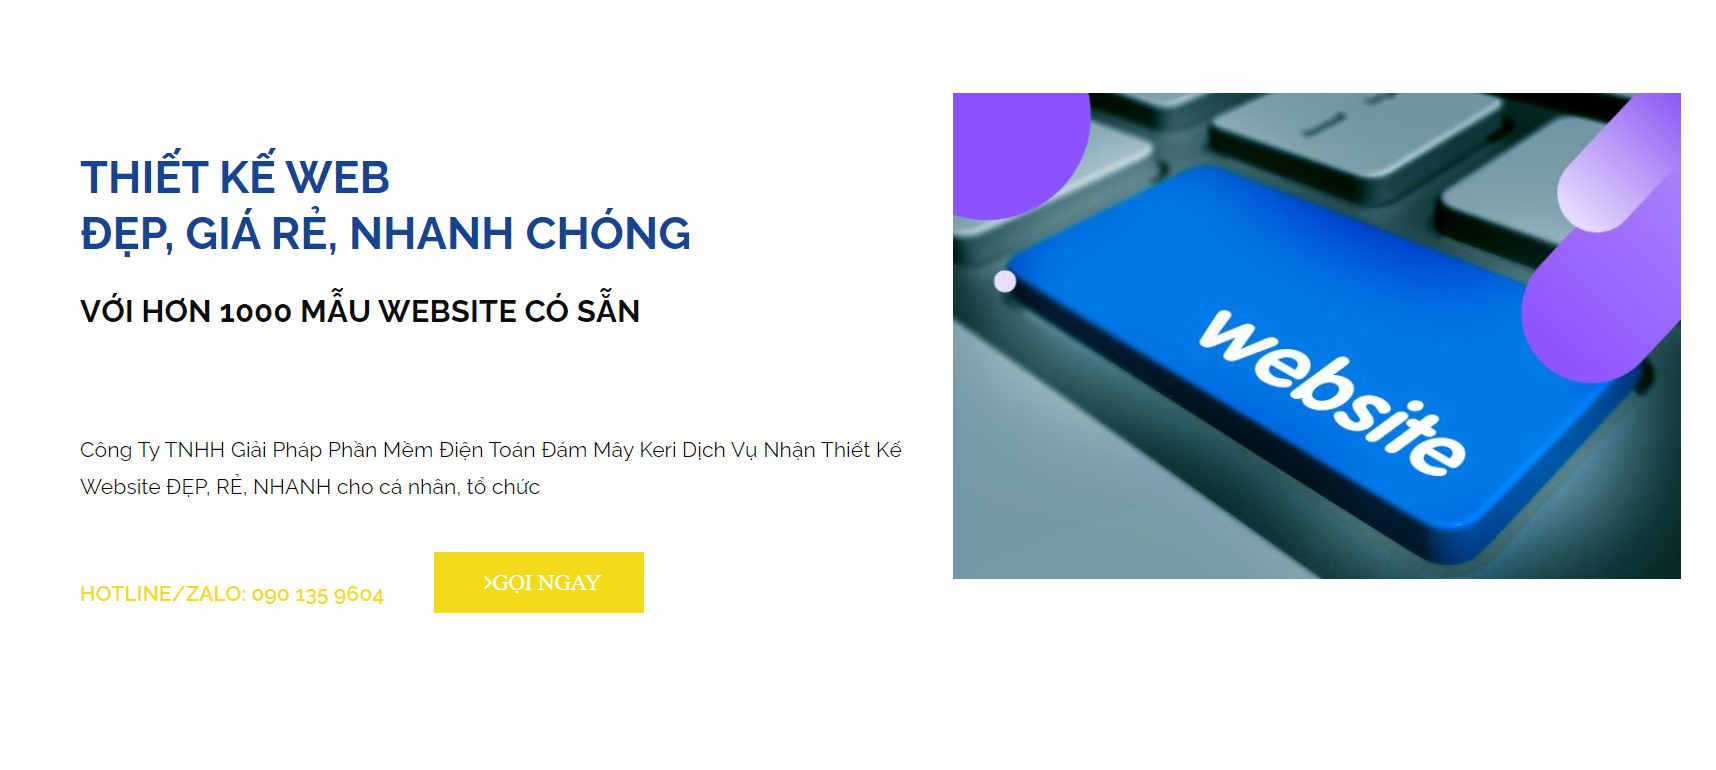 THIẾT KẾ WEB
ĐẸP, GIÁ RẺ, NHANH CHÓNG
VỚI HƠN 1000 MẪU WEBSITE CÓ SẴN
Công Ty TNHH Giải Pháp Phần Mềm Điện Toán Đám Mây Keri Dịch Vụ Nhận Thiết Kế
Website ĐẸP, RẺ, NHANH cho cá nhân, tổ chức
HOTLINE/ZALO: 090 135 9604
GỌI NGAY
website